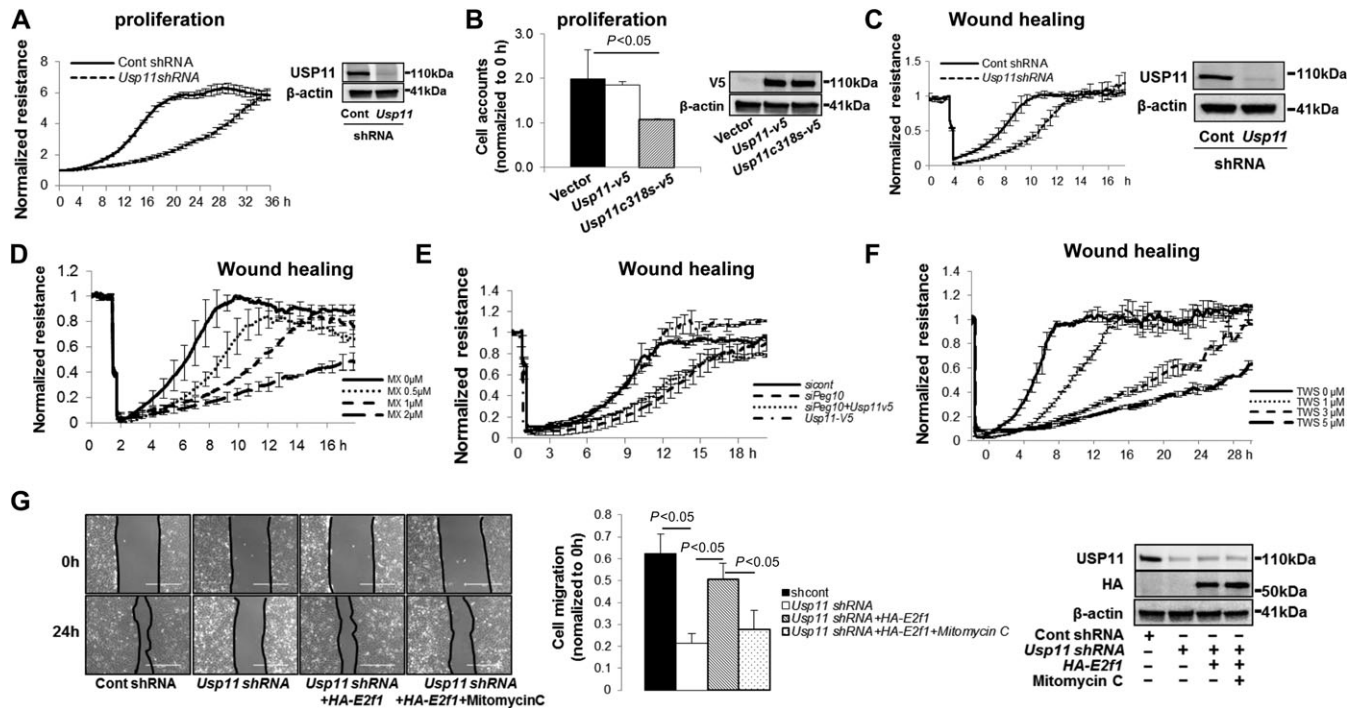 A
proliferation
Normalized resistance
8
6
4
2
0
Cont shRNA
Usp11shRNA
0 4 8 12 16 20 24 28 32 36 h
USP11
110kDa
β-actin
41kDa
Cont Usp11
shRNA
B
proliferation
Cell accounts
(normalzied to 0 h)
3.0
2.0
1.0
0.0
P<0.05
Vector
Usp11-v5
Usp11c318s-v5
V5
110kDa
β-actin
41kDa
Vector
Usp11-v5
Usp11c318s-v5
C
Wound healing
Normalized resistance
1.5
1
0.5
0
Cont shRNA
Usp11shRNA
0 2 4 6 8 10 12 14 16 h
USP11
110kDa
β-actin
41kDa
Cont Usp11
shRNA
D
Wound healing
Normalized resistance
1.2
1
0.8
0.6
0.4
0.2
0
MX 0µM
MX 0.5µM
MX 1µM
MX 2µM
0 2 4 6 8 10 12 14 16 h
E
Wound healing
Normalized resistance
1.4
1.2
1
0.8
0.6
0.4
0.2
0
sicont
siPeg10
siPeg10+Usp11v5
Usp11-V5
0 3 6 9 12 15 18 h
F
Wound healing
Normalized resistance
1.4
1.2
1
0.8
0.6
0.4
0.2
0
TWS 0 µM
TWS 1 µM
TWS 3 µM
TWS 5 µM
0 4 8 12 16 20 24 28 h
G
0h
24h
Cont shRNA
Usp11 shRNA
Usp11 shRNA
+HA-E2f1
Usp11 shRNA
+HA-E2f1+MitomycinC
Cell migration
(normalized to 0h)
0.8
0.7
0.6
0.5
0.4
0.3
0.2
0.1
0
P<0.05
P<0.05
P<0.05
shcont
Usp11 shRNA
Usp11 shRNA+HA-E2f1
Usp11 shRNA+HA-E2f1+Mitomycin C
USP11
110kDa
HA
50kDa
β-actin
41kDa
Cont shRNA + – – –
Usp11 shRNA – + + +
HA-E2f1 – – + +
Mitomycin C – – – +